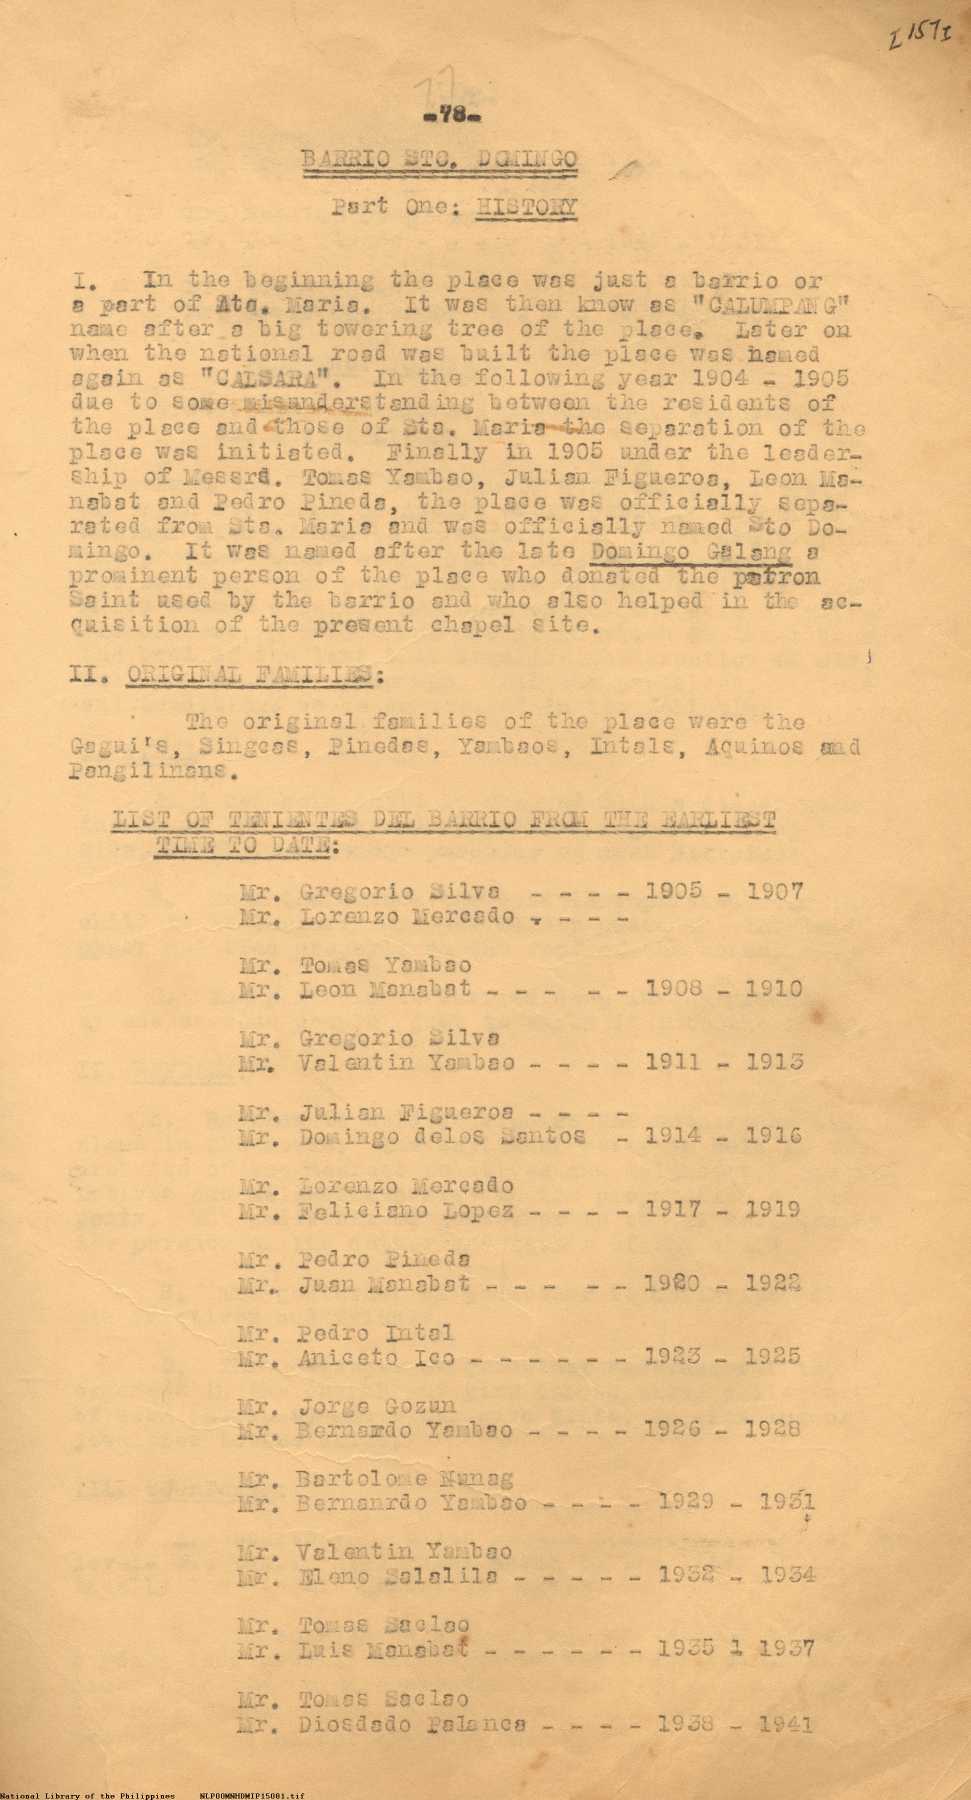 I 157 I
77
-78-
BARRIO STO. DOMINGO
Part One: HISTORY
I. In the beginning the place was just a barrio or
a part of Ata. Maria. It was then know as "CALUMPANG"
name after a big towering tree of the place. Later on
when the national road was built the place was named
again as "CALSARA". In the following year 1904 - 1905
due to some misunderstanding between the residents of
the place and those of Sta. Maria the separation of the
place was initiated. Finally in 1905 under the leader-
ship of Messrd. Tomas Yambao, Julian Figueroa, Leon Ma-
nabat and Pedro Pineda, the place was officially sepa-
rated from Sta. Maria and was officially named Sto Do-
mingo. It was named after the late Domingo Galang a
prominent person of the place who donated the patron
Saint used by the barrio and who also helped in the ac-
quisition of the present chapel site.
II. ORIGINAL FAMILIES:
The original families of the place were the
Gagui's, Singcas, Pinedas, Yambaos, Intals, Aquinos and
Pangilinans.
LIST OF TENIENTES DEL BARRIO FROM THE EARLIEST
TIME TO DATE:
Mr. Gregorio Silva - - - - 1905 - 1907
Mr. Lorenzo Mercado - - - -
Mr. Tomas Yambao
Mr. Leon Manabat - - - - - 1908 - 1910
Mr. Gregorio Silva
Mr. Valentin Yambao - - - - 1911 - 1913
Mr. Julian Figueroa - - - -
Mr. Domingo delos Santos - 1914 - 1916
Mr. Lorenzo Mercado
Mr. Feliciano Lopez - - - - 1917 - 1919
Mr. Pedro Pineda
Mr. Juan Manabat - - - - - 1920 - 1922
Mr. Pedro Intal
Mr. Aniceto Ico - - - - - - 1923 - 1925
Mr. Jorge Gozun
Mr. Bernardo Yambao - - - - 1926 - 1928
Mr. Bartolome Nunag
Mr. Bernanrdo Yambao - - - - 1929 - 1931
Mr. Valentin Yambao
Mr. Eleno Salalila - - - - - 1932 - 1934
Mr. Tomas Saclao
Mr. Luis Manabat - - - - - - 1935 1 1937
Mr. Tomas Saclao
Mr. Diosdado Palanca - - - - 1938 - 1941
National Library of the Philippines NLPOOMNHDMIP15081.tif